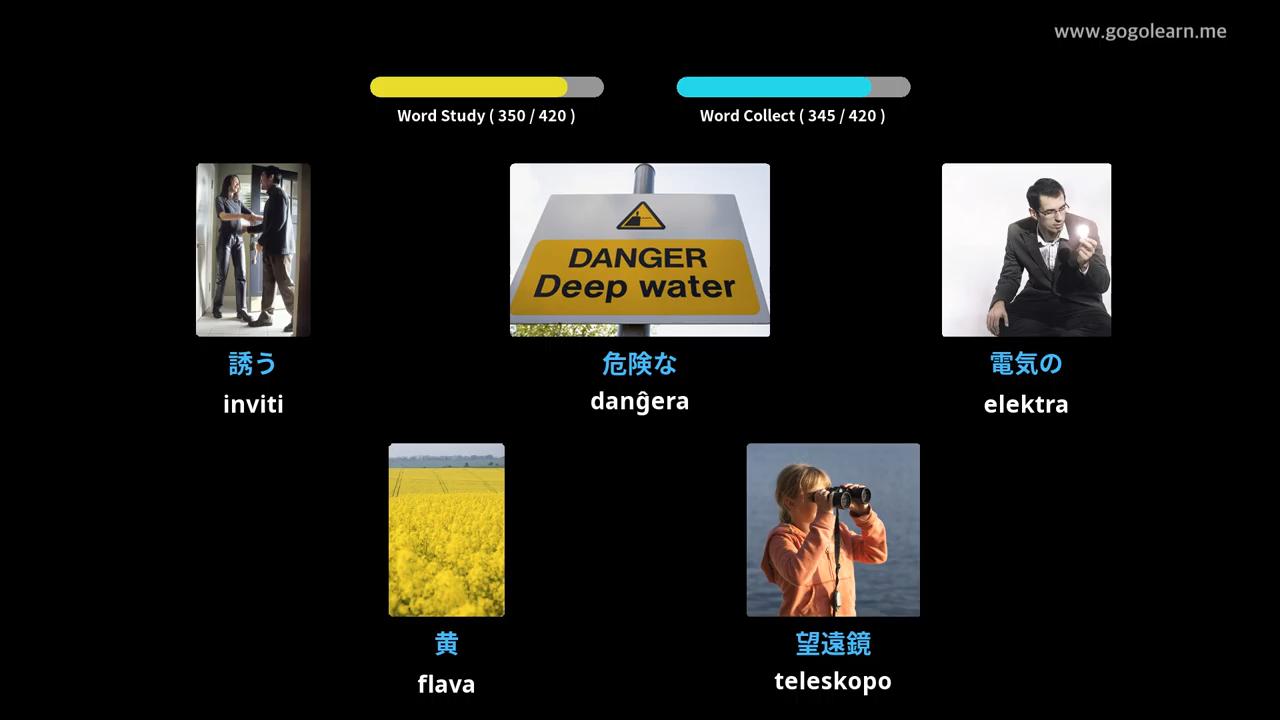 www.gogolearn.me
Word Study ( 350 / 420 )
Word Collect ( 345 / 420 )
DANGER
Deep water
誘う
危険な
電気の
inviti
danĝera
elektra
黄
望遠鏡
flava
teleskopo